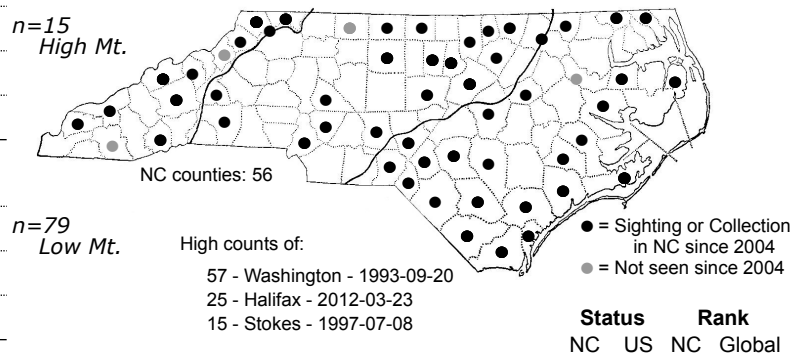 n=15
High Mt.
NC counties: 56
n=79
Low Mt.
High counts of:
57 - Washington - 1993-09-20
25 - Halifax - 2012-03-23
15 - Stokes - 1997-07-08
= Sighting or Collection
in NC since 2004
= Not seen since 2004
Status Rank
NC US NC Global